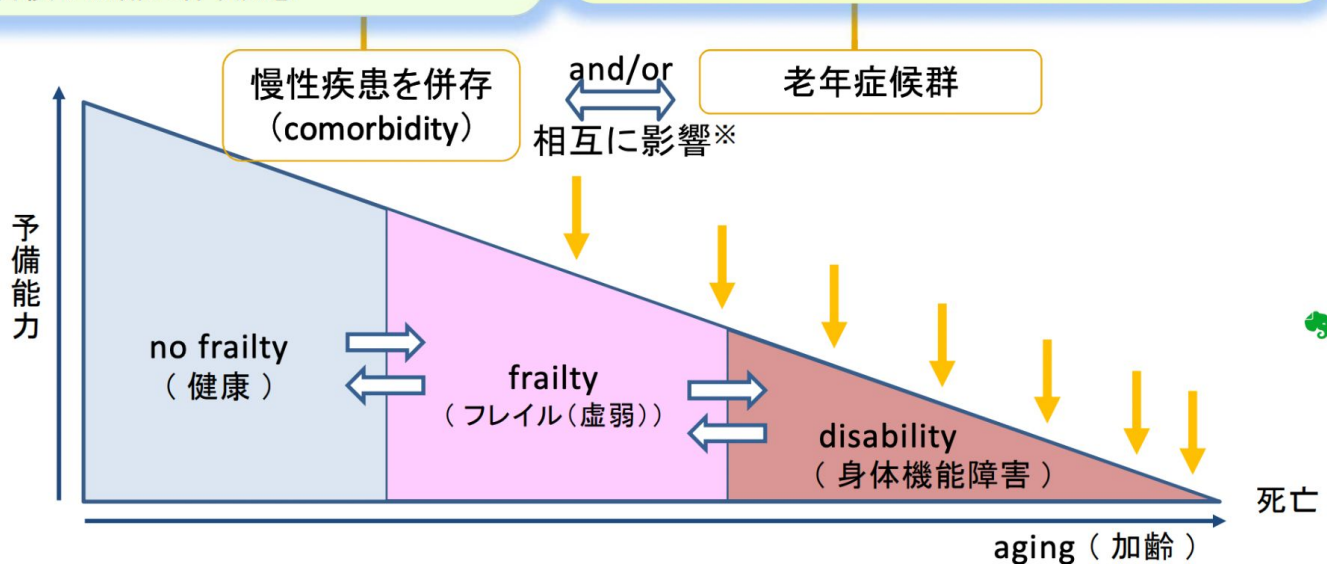 慢性疾患を併存
（comorbidity）
and/or
相互に影響※
老年症候群
予備能力
no frailty
（ 健康 ）
frailty
（ フレイル（虚弱））
disability
（ 身体機能障害 ）
死亡
aging（ 加齢 ）